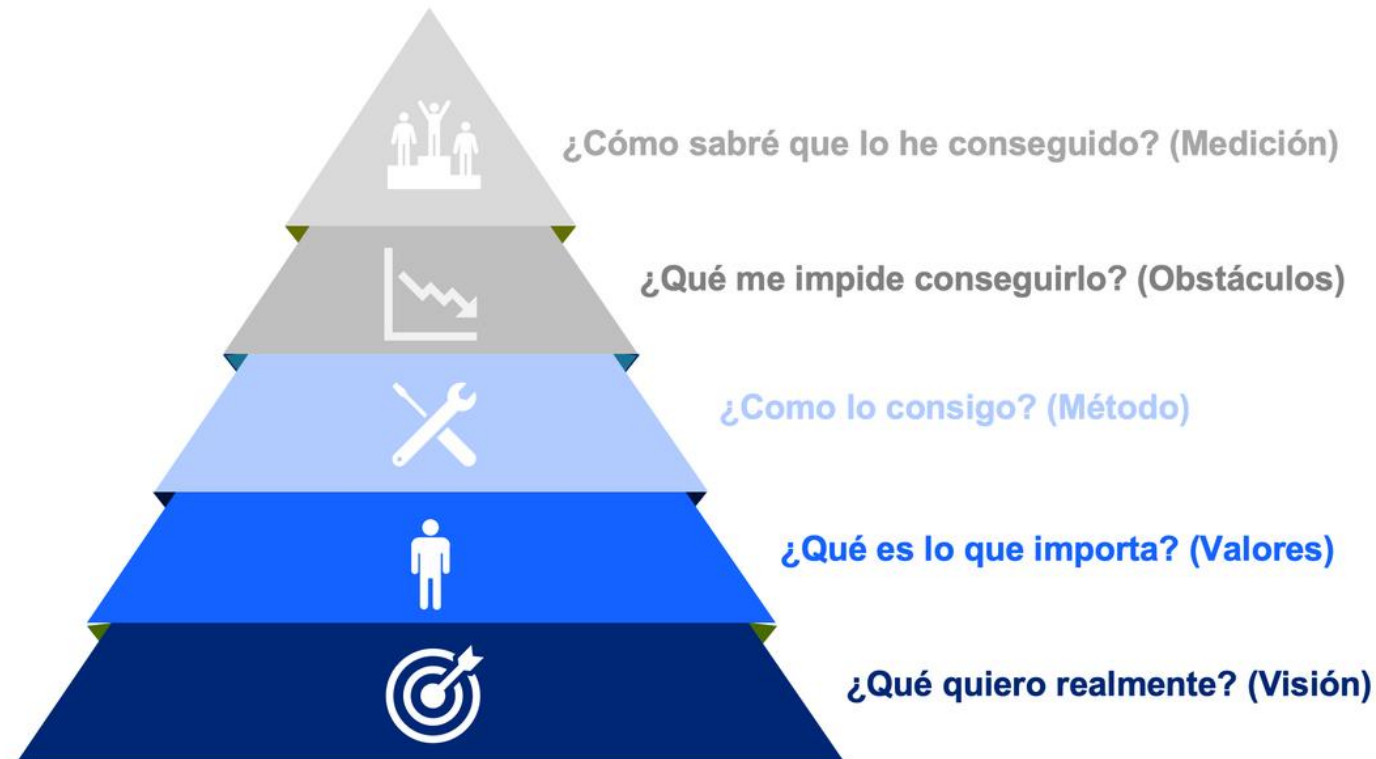 ¿Cómo sabré que lo he conseguido? (Medición)
¿Qué me impide conseguirlo? (Obstáculos)
¿Como lo consigo? (Método)
¿Qué es lo que importa? (Valores)
¿Qué quiero realmente? (Visión)